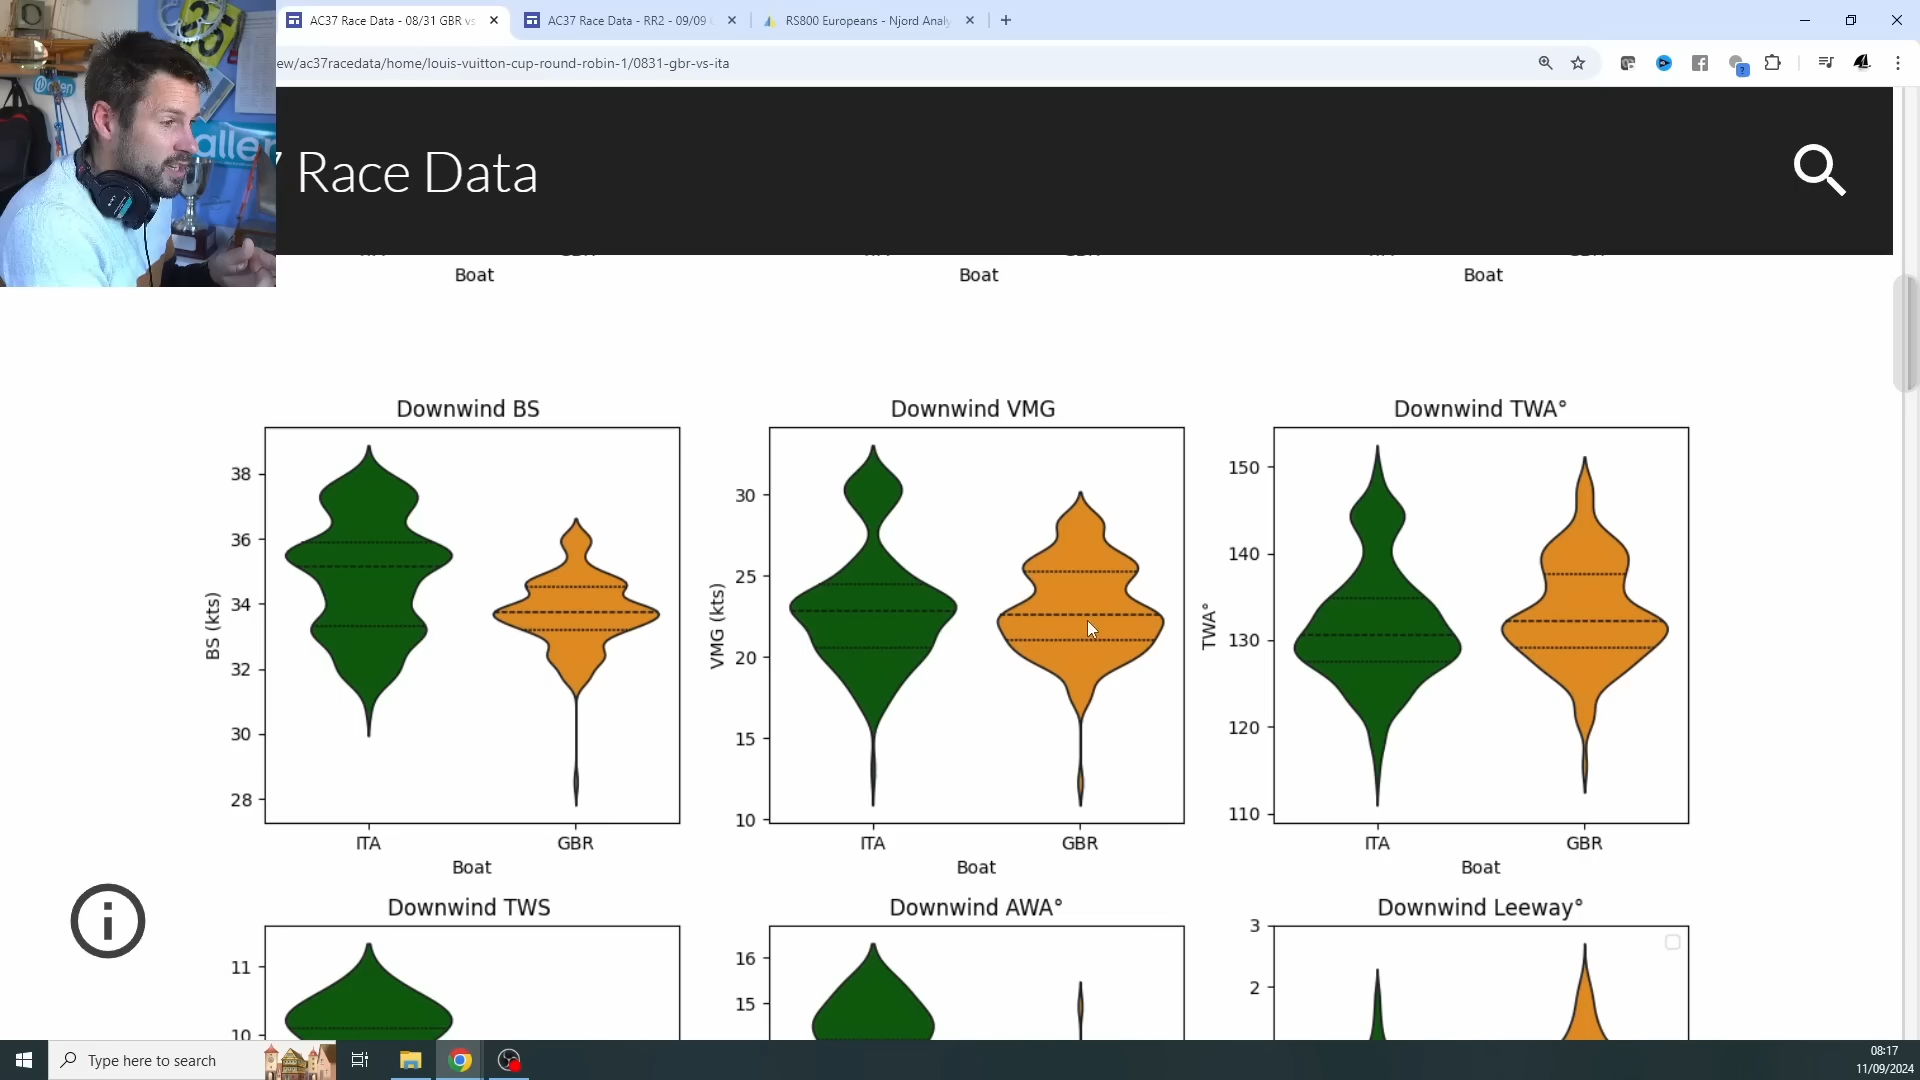 AC37 Race Data - 08/31 GBR vs
AC37 Race Data - RR2 - 09/09
RS800 Europeans - Njord Analy
ew/ac37racedata/home/louis-vuitton-cup-round-robin-1/0831-gbr-vs-ita
7 Race Data
Boat
Boat
Boat
Downwind BS
Downwind VMG
Downwind TWA°
BS (kts)
38
36
34
32
30
28
ITA
GBR
Boat
VMG (kts)
30
25
20
15
10
ITA
GBR
Boat
TWA°
150
140
130
120
110
ITA
GBR
Boat
Downwind TWS
Downwind AWA°
Downwind Leeway°
11
10
16
15
3
2
Type here to search
08:17
11/09/2024